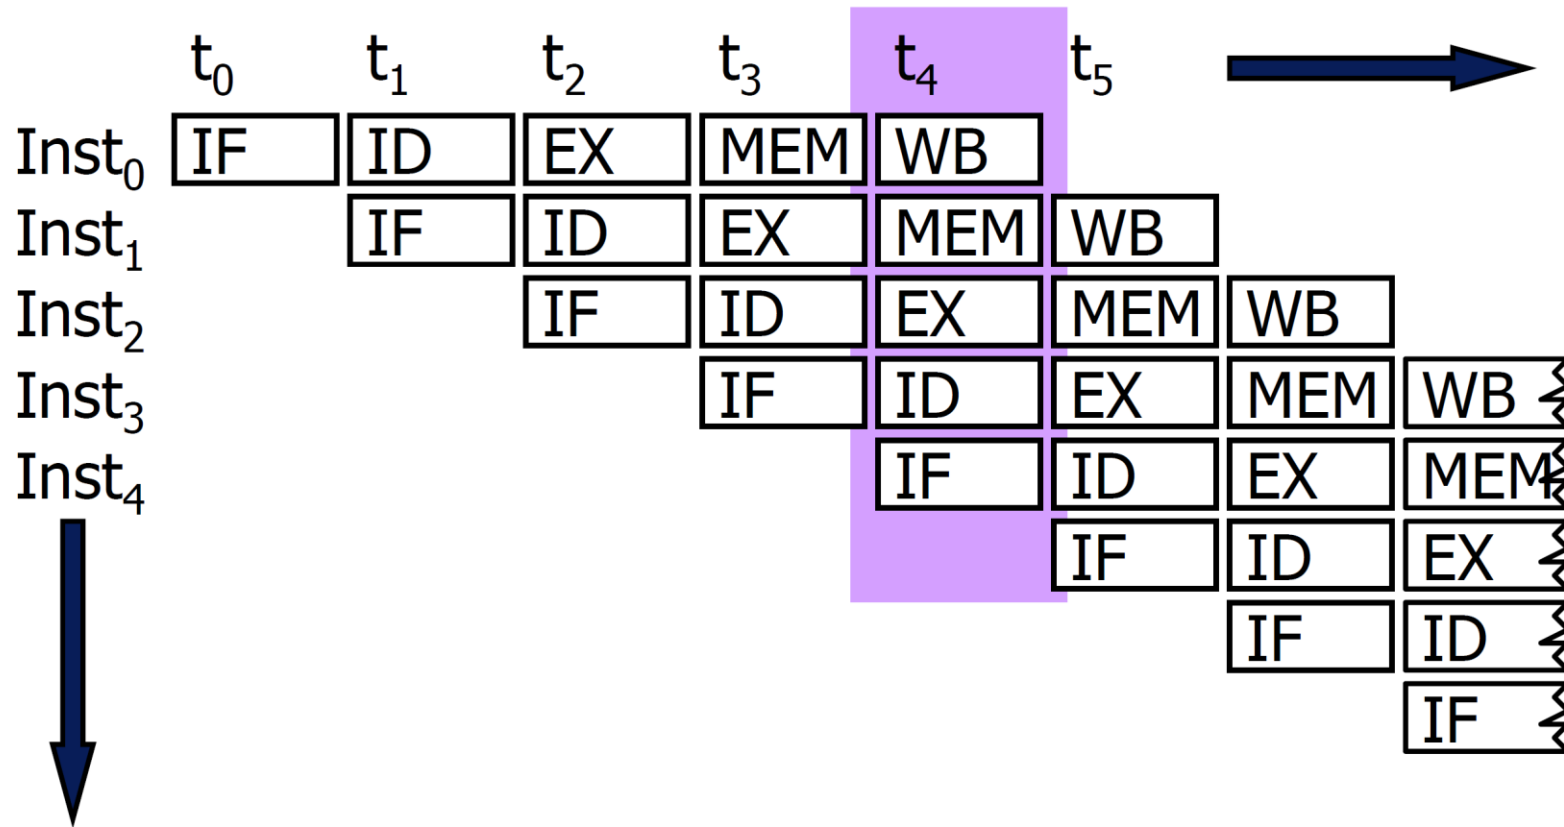 t₀ t₁ t₂ t₃ t₄ t₅
Inst₀ IF ID EX MEM WB
Inst₁ IF ID EX MEM WB
Inst₂ IF ID EX MEM WB
Inst₃ IF ID EX MEM WB
Inst₄ IF ID EX MEM
IF ID EX
IF ID
IF